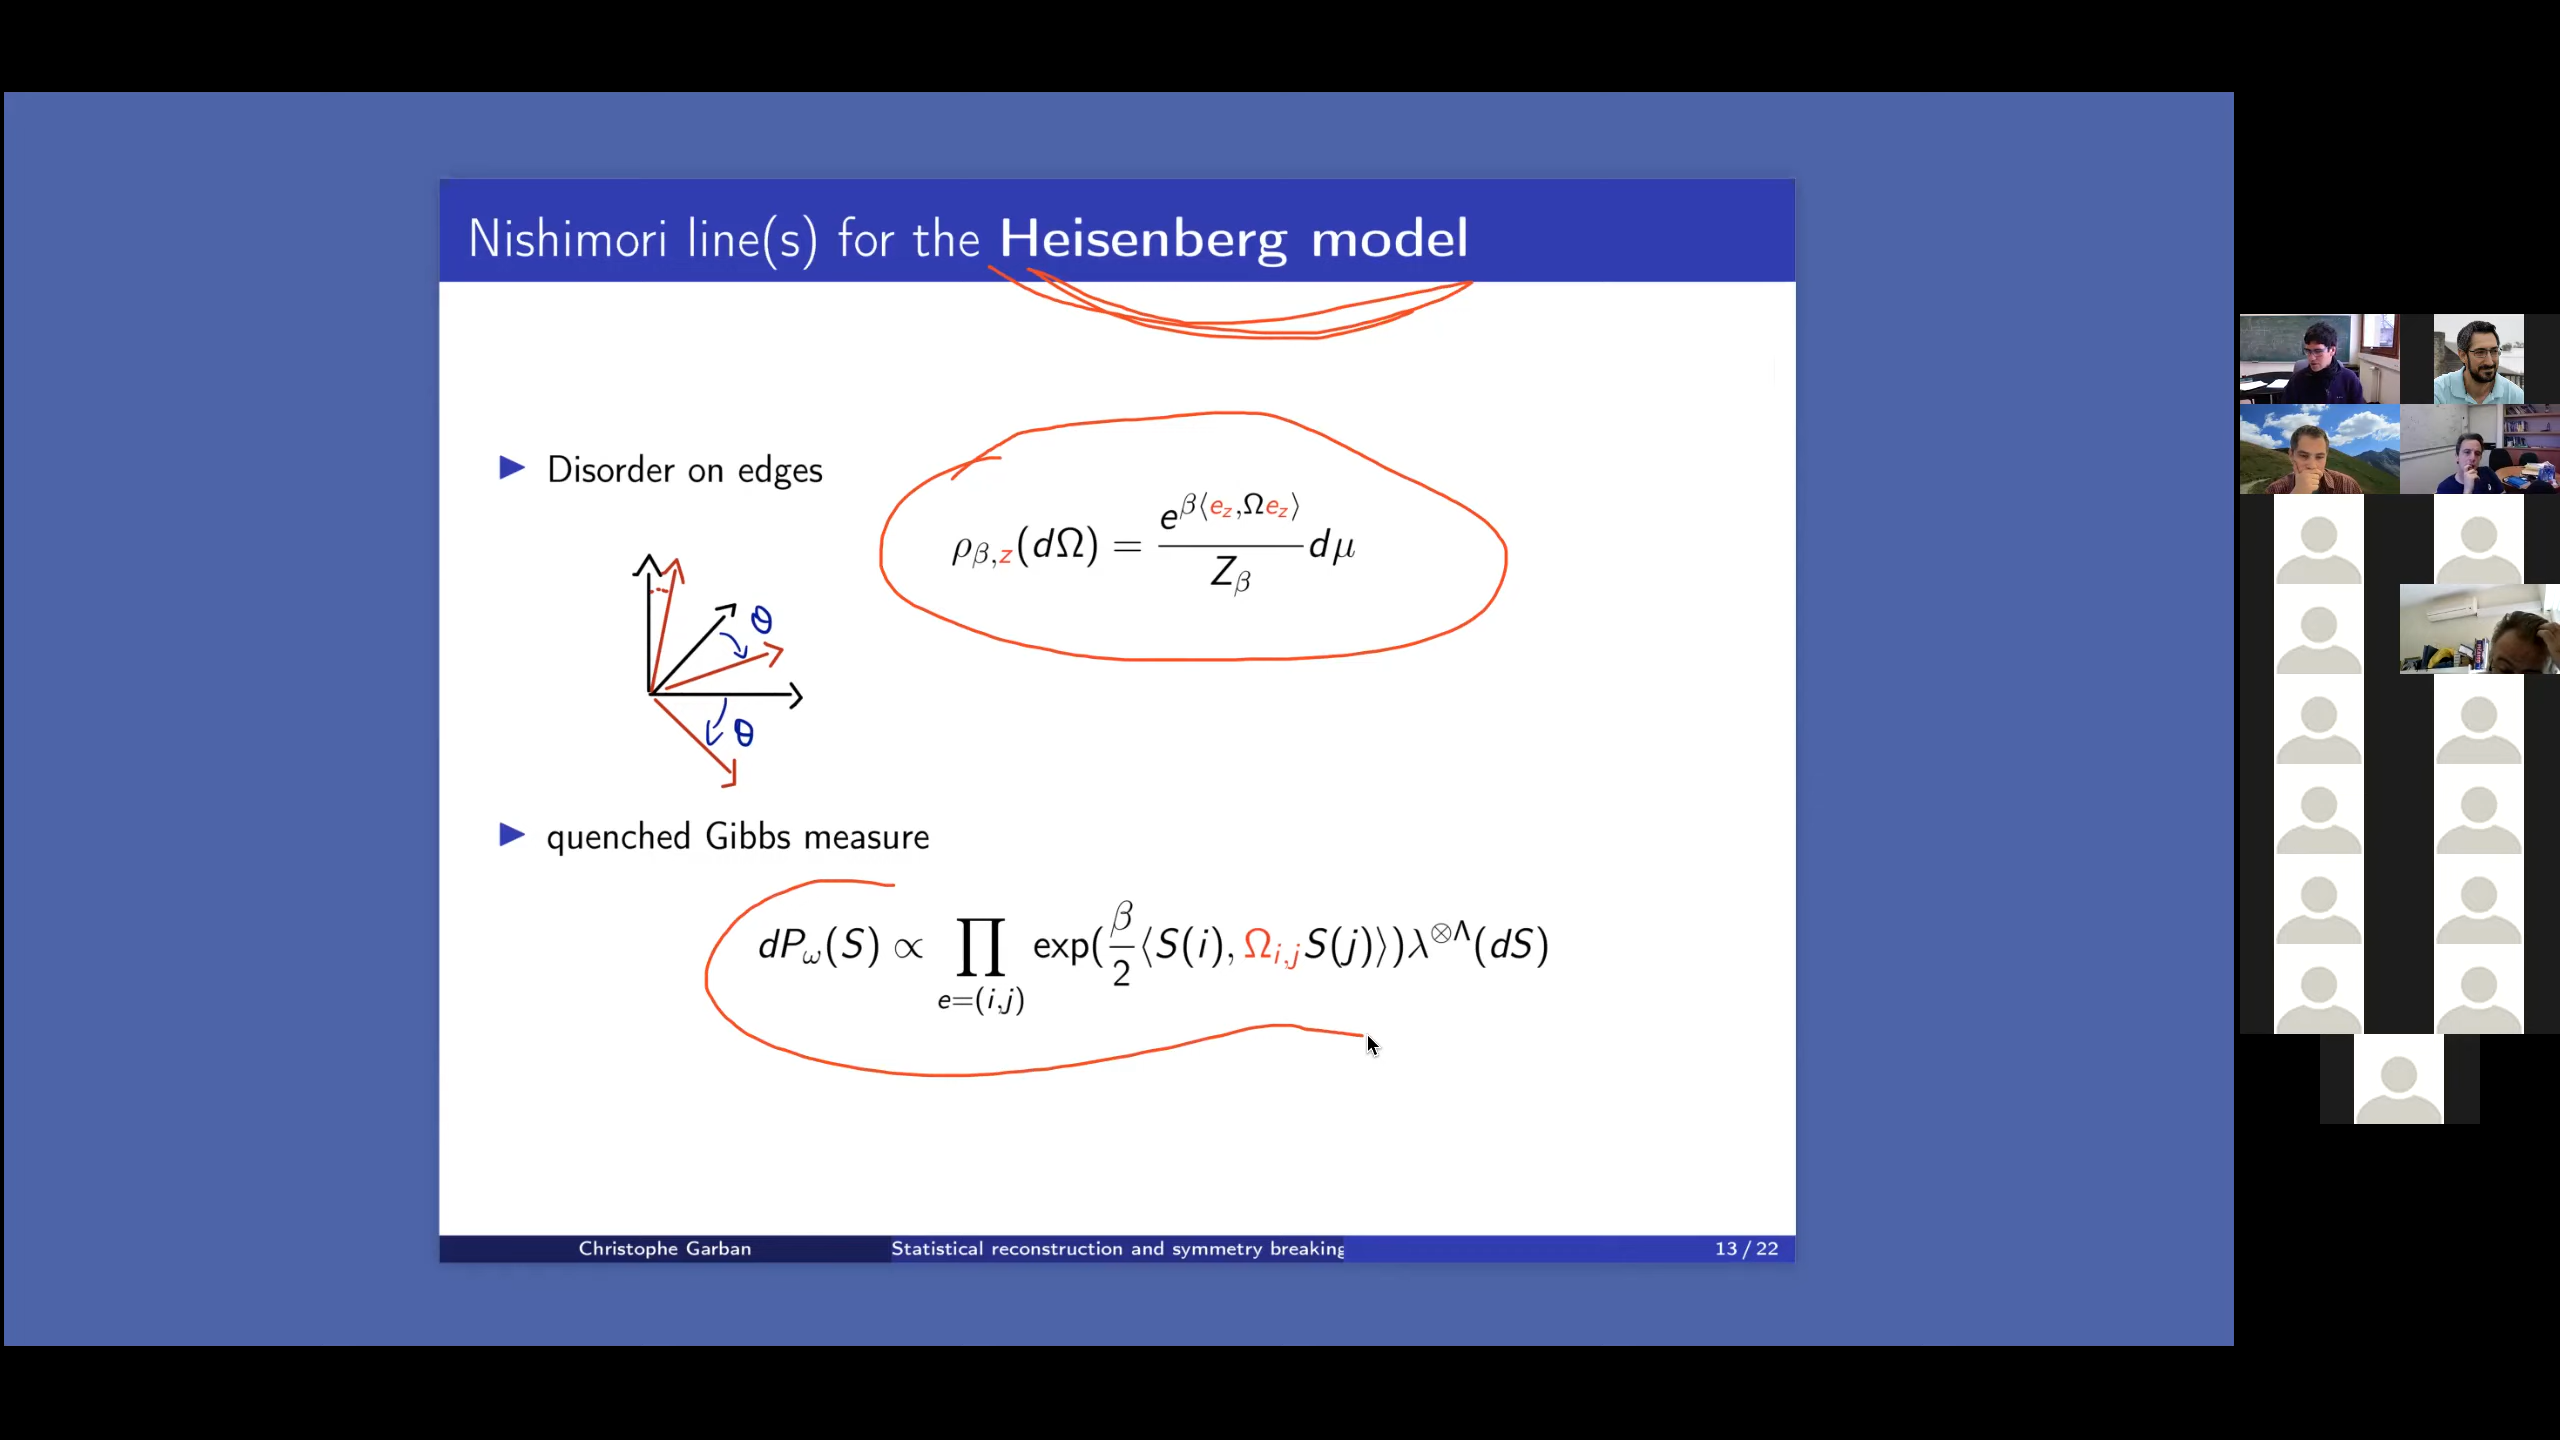 Nishimori line(s) for the Heisenberg model
Disorder on edges
ρ_{β,z}(dΩ) = e^{β⟨e_z,Ωe_z⟩} / Z_β dμ
θ
θ
quenched Gibbs measure
dP_ω(S) ∝ ∏_{e=(i,j)} exp(β/2⟨S(i), Ω_{i,j}S(j)⟩)λ^{⊗Λ}(dS)
Christophe Garban Statistical reconstruction and symmetry breaking 13 / 22